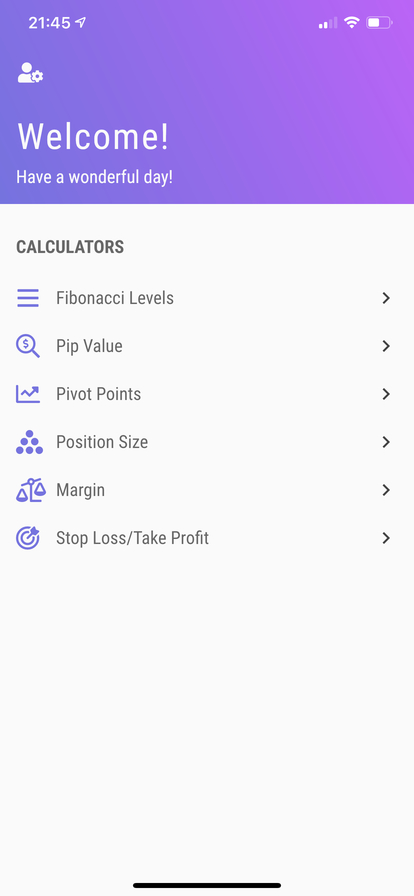 21:45
Welcome!
Have a wonderful day!
CALCULATORS
Fibonacci Levels
$ Pip Value
Pivot Points
Position Size
Margin
Stop Loss/Take Profit